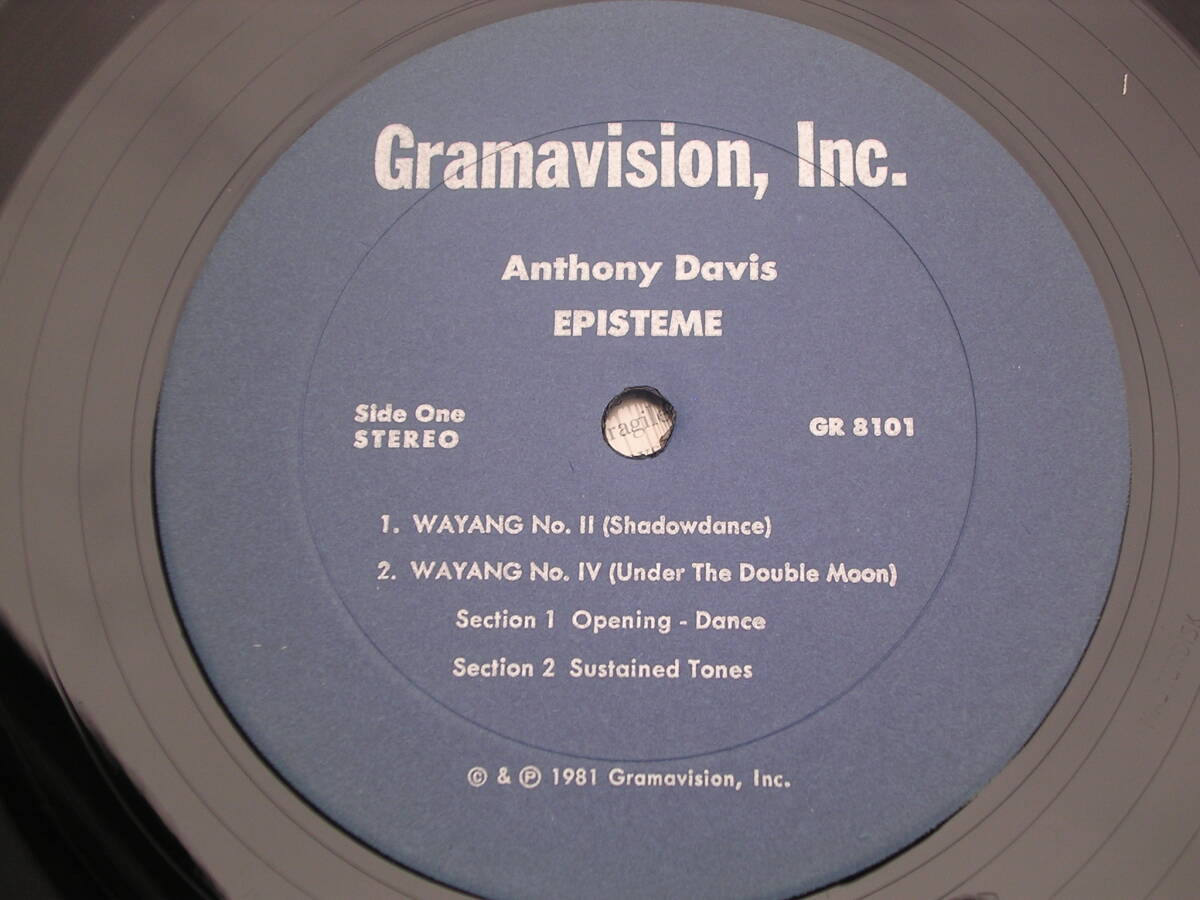 Gramavision, Inc.
Anthony Davis
EPISTEME
Side One
STEREO
GR 8101
ragile
1. WAYANG No. II (Shadowdance)
2. WAYANG No. IV (Under The Double Moon)
Section 1 Opening - Dance
Section 2 Sustained Tones
© & ℗ 1981 Gramavision, Inc.